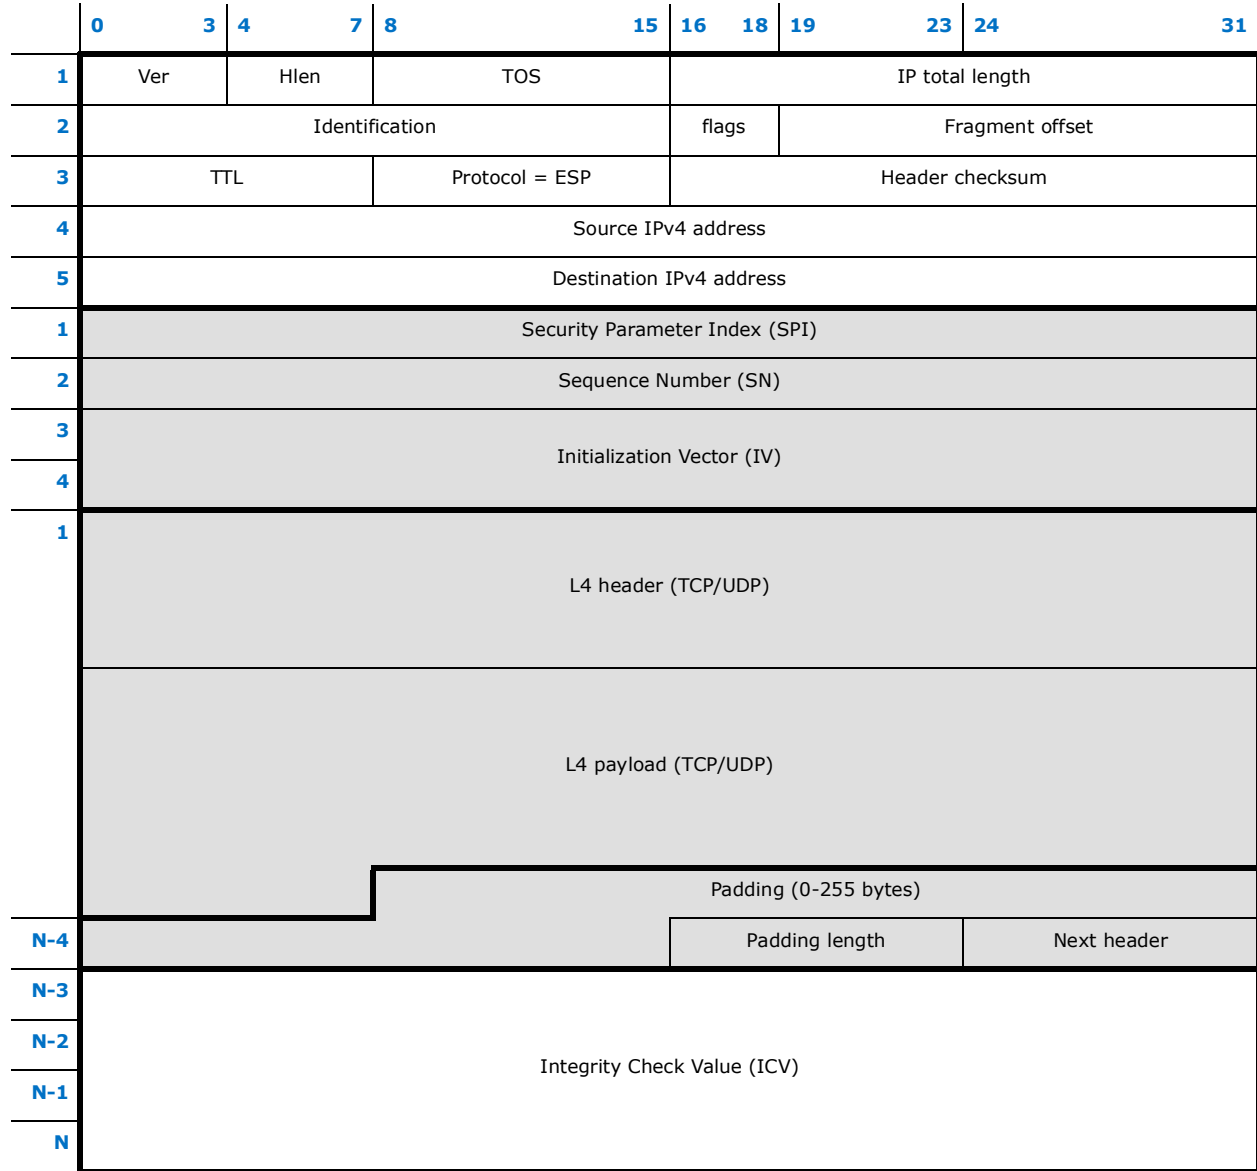 0 3 4 7 8 15 16 18 19 23 24 31
1 Ver Hlen TOS IP total length
2 Identification flags Fragment offset
3 TTL Protocol = ESP Header checksum
4 Source IPv4 address
5 Destination IPv4 address
1 Security Parameter Index (SPI)
2 Sequence Number (SN)
3
Initialization Vector (IV)
4
1
L4 header (TCP/UDP)
L4 payload (TCP/UDP)
Padding (0-255 bytes)
N-4 Padding length Next header
N-3
N-2
Integrity Check Value (ICV)
N-1
N